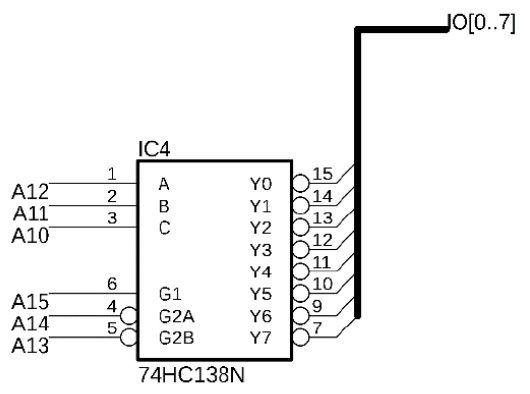 IO[0..7]
IC4
1 A Y0 15
A12
2 B Y1 14
A11
3 C Y2 13
A10
Y3 12
Y4 11
6 G1 Y5 10
A15
4 G2A Y6 9
A14
5 G2B Y7 7
A13
74HC138N